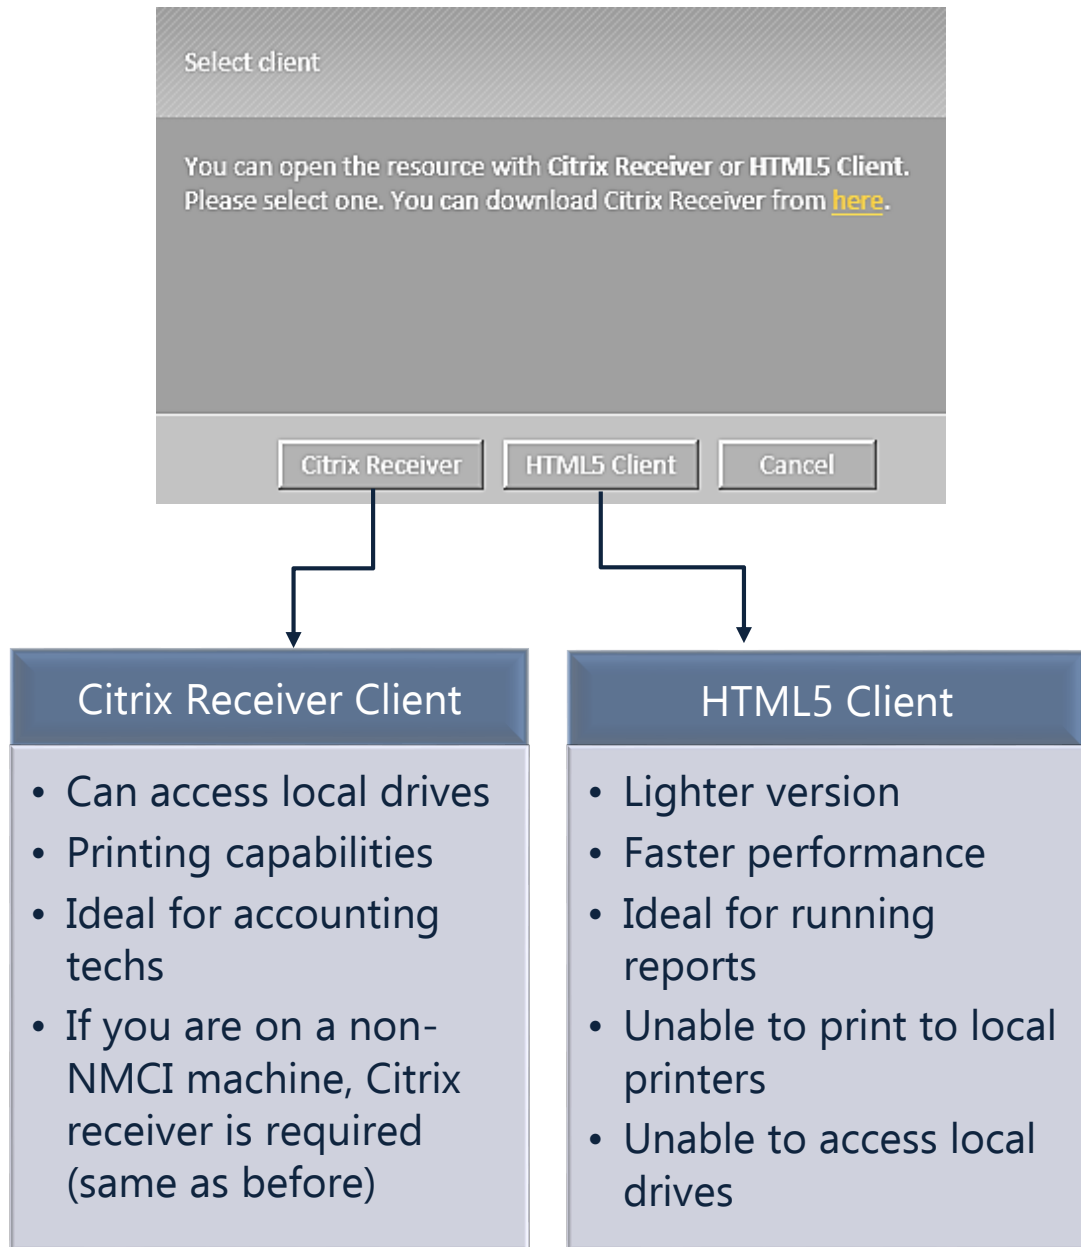 Select client
You can open the resource with Citrix Receiver or HTML5 Client.
Please select one. You can download Citrix Receiver from here.
Citrix Receiver
HTML5 Client
Cancel
Citrix Receiver Client
• Can access local drives
• Printing capabilities
• Ideal for accounting
techs
• If you are on a non-
NMCI machine, Citrix
receiver is required
(same as before)
HTML5 Client
• Lighter version
• Faster performance
• Ideal for running
reports
• Unable to print to local
printers
• Unable to access local
drives